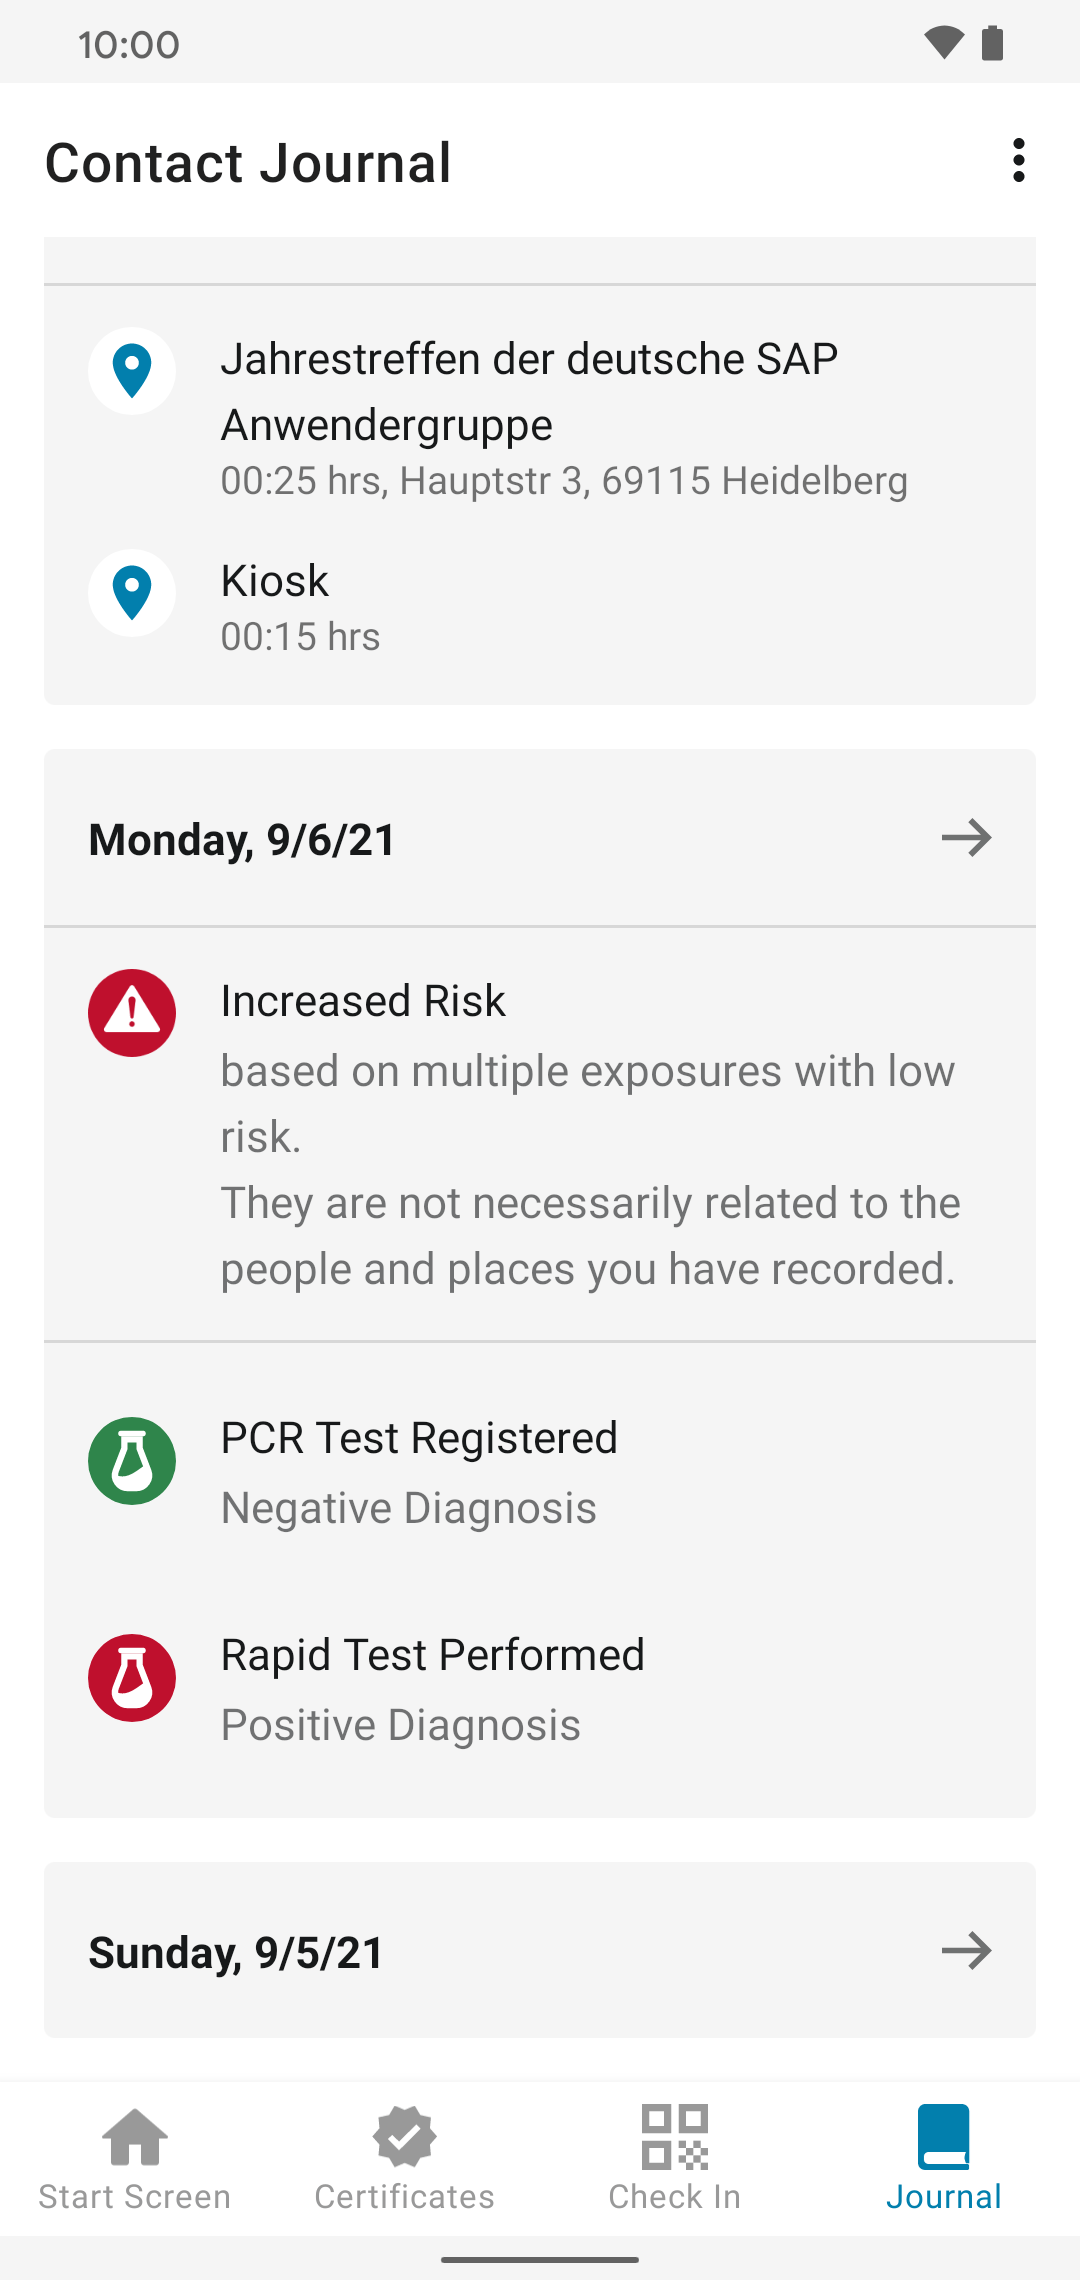 10:00
Contact Journal
Jahrestreffen der deutsche SAP
Anwendergruppe
00:25 hrs, Hauptstr 3, 69115 Heidelberg
Kiosk
00:15 hrs
Monday, 9/6/21
Increased Risk
based on multiple exposures with low
risk.
They are not necessarily related to the
people and places you have recorded.
PCR Test Registered
Negative Diagnosis
Rapid Test Performed
Positive Diagnosis
Sunday, 9/5/21
Start Screen
Certificates
Check In
Journal